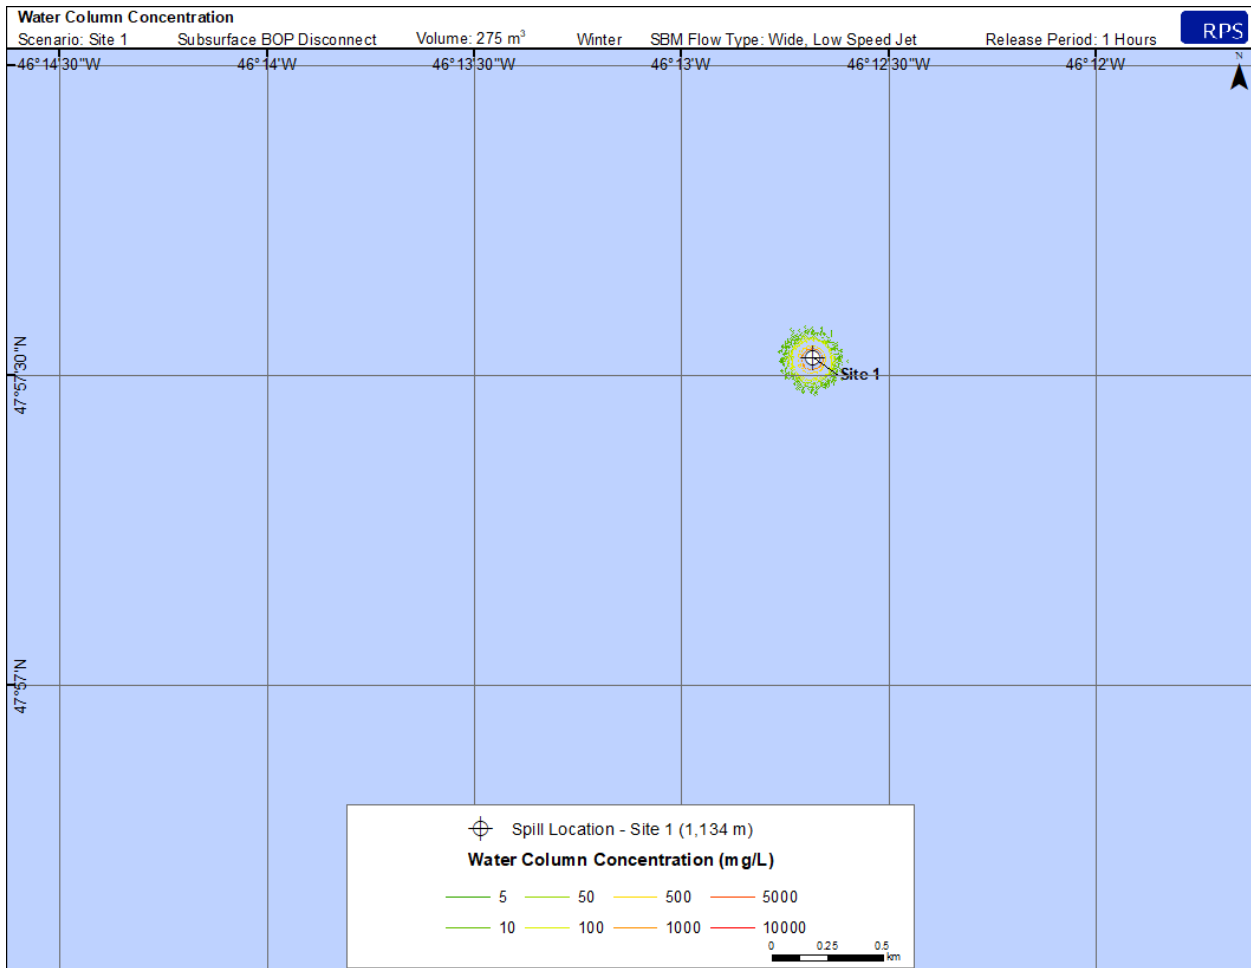 Water Column Concentration
Scenario: Site 1 Subsurface BOP Disconnect Volume: 275 m³ Winter SBM Flow Type: Wide, Low Speed Jet Release Period: 1 Hours
RPS
46°14'30"W 46°14'W 46°13'30"W 46°13'W 46°12'30"W 46°12'W
N
47°57'30"N
Site 1
47°57'N
Spill Location - Site 1 (1,134 m)
Water Column Concentration (mg/L)
5 50 500 5000
10 100 1000 10000
0 0.25 0.5
km